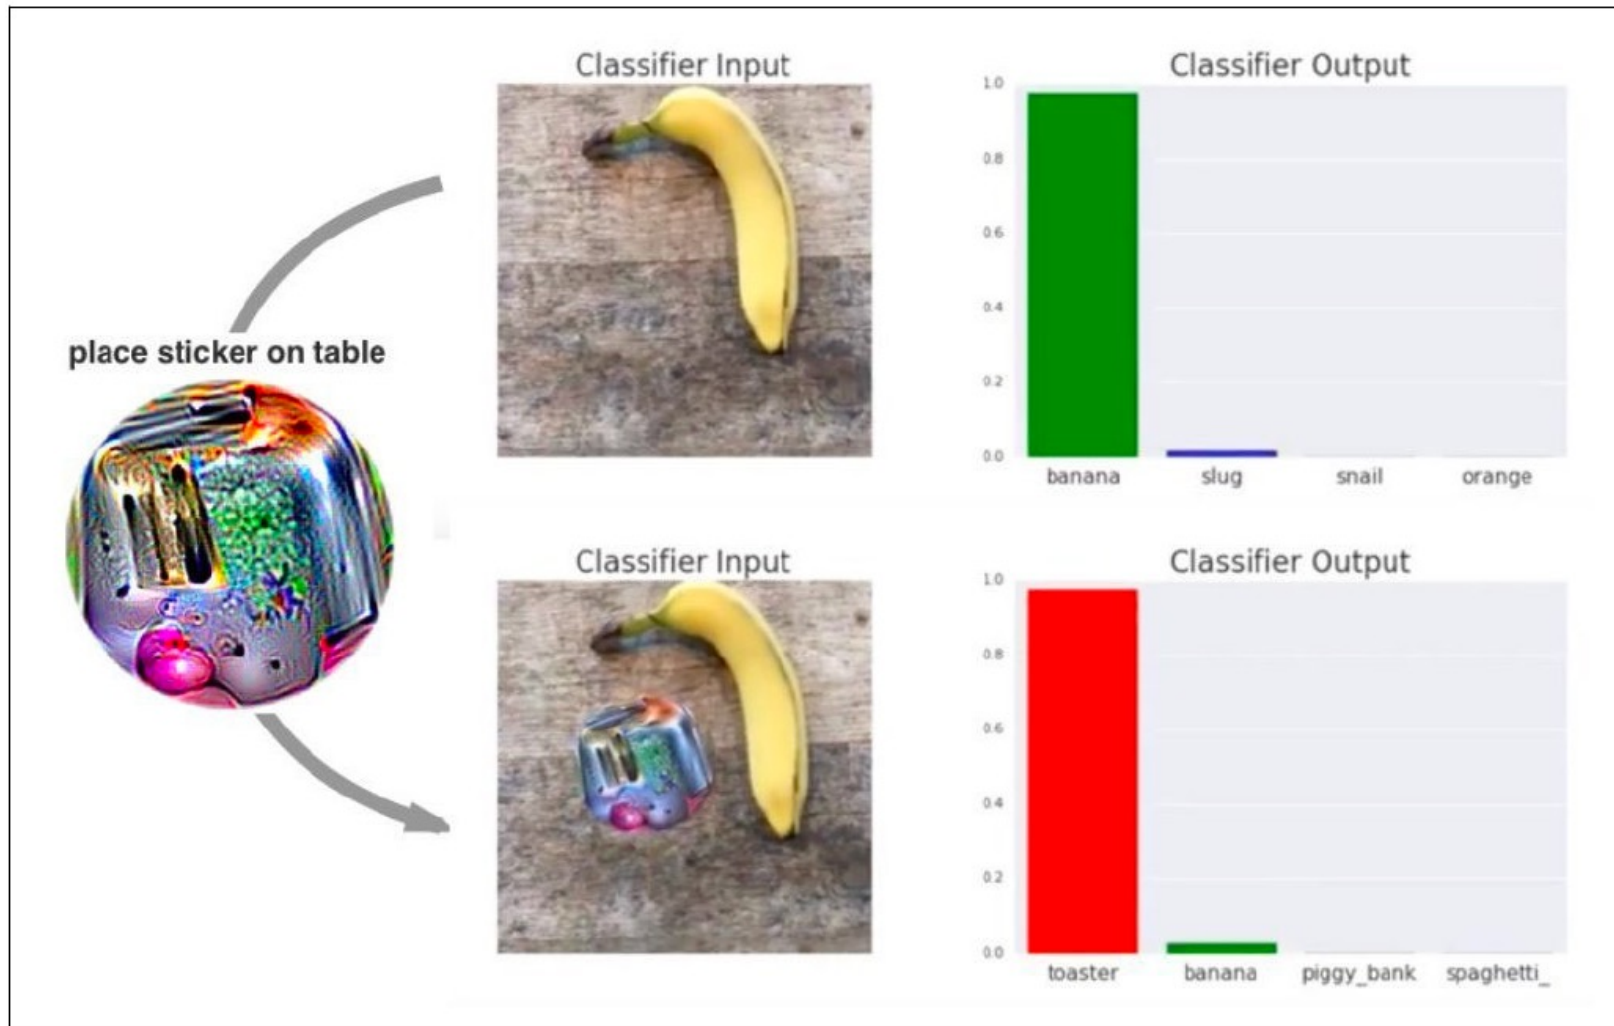 Classifier Input
Classifier Output
1.0
0.8
0.6
0.4
0.2
0.0
banana slug snail orange
place sticker on table
Classifier Input
Classifier Output
1.0
0.8
0.6
0.4
0.2
0.0
toaster banana piggy_bank spaghetti_